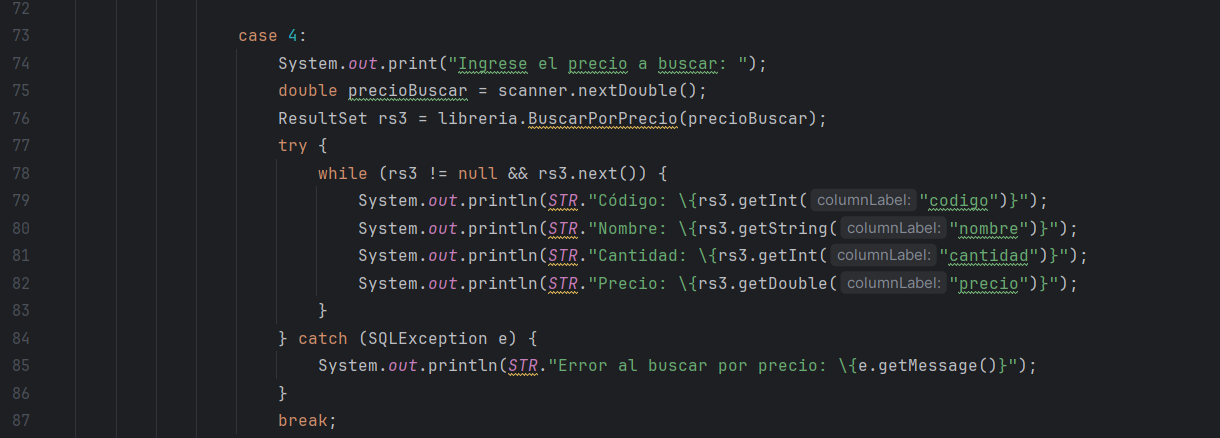 72
73 case 4:
74 System.out.print("Ingrese el precio a buscar: ");
75 double precioBuscar = scanner.nextDouble();
76 ResultSet rs3 = libreria.BuscarPorPrecio(precioBuscar);
77 try {
78 while (rs3 != null && rs3.next()) {
79 System.out.println(STR."Código: \{rs3.getInt( columnLabel: "codigo")}");
80 System.out.println(STR."Nombre: \{rs3.getString( columnLabel: "nombre")}");
81 System.out.println(STR."Cantidad: \{rs3.getInt( columnLabel: "cantidad")}");
82 System.out.println(STR."Precio: \{rs3.getDouble( columnLabel: "precio")}");
83 }
84 } catch (SQLException e) {
85 System.out.println(STR."Error al buscar por precio: \{e.getMessage()}");
86 }
87 break;